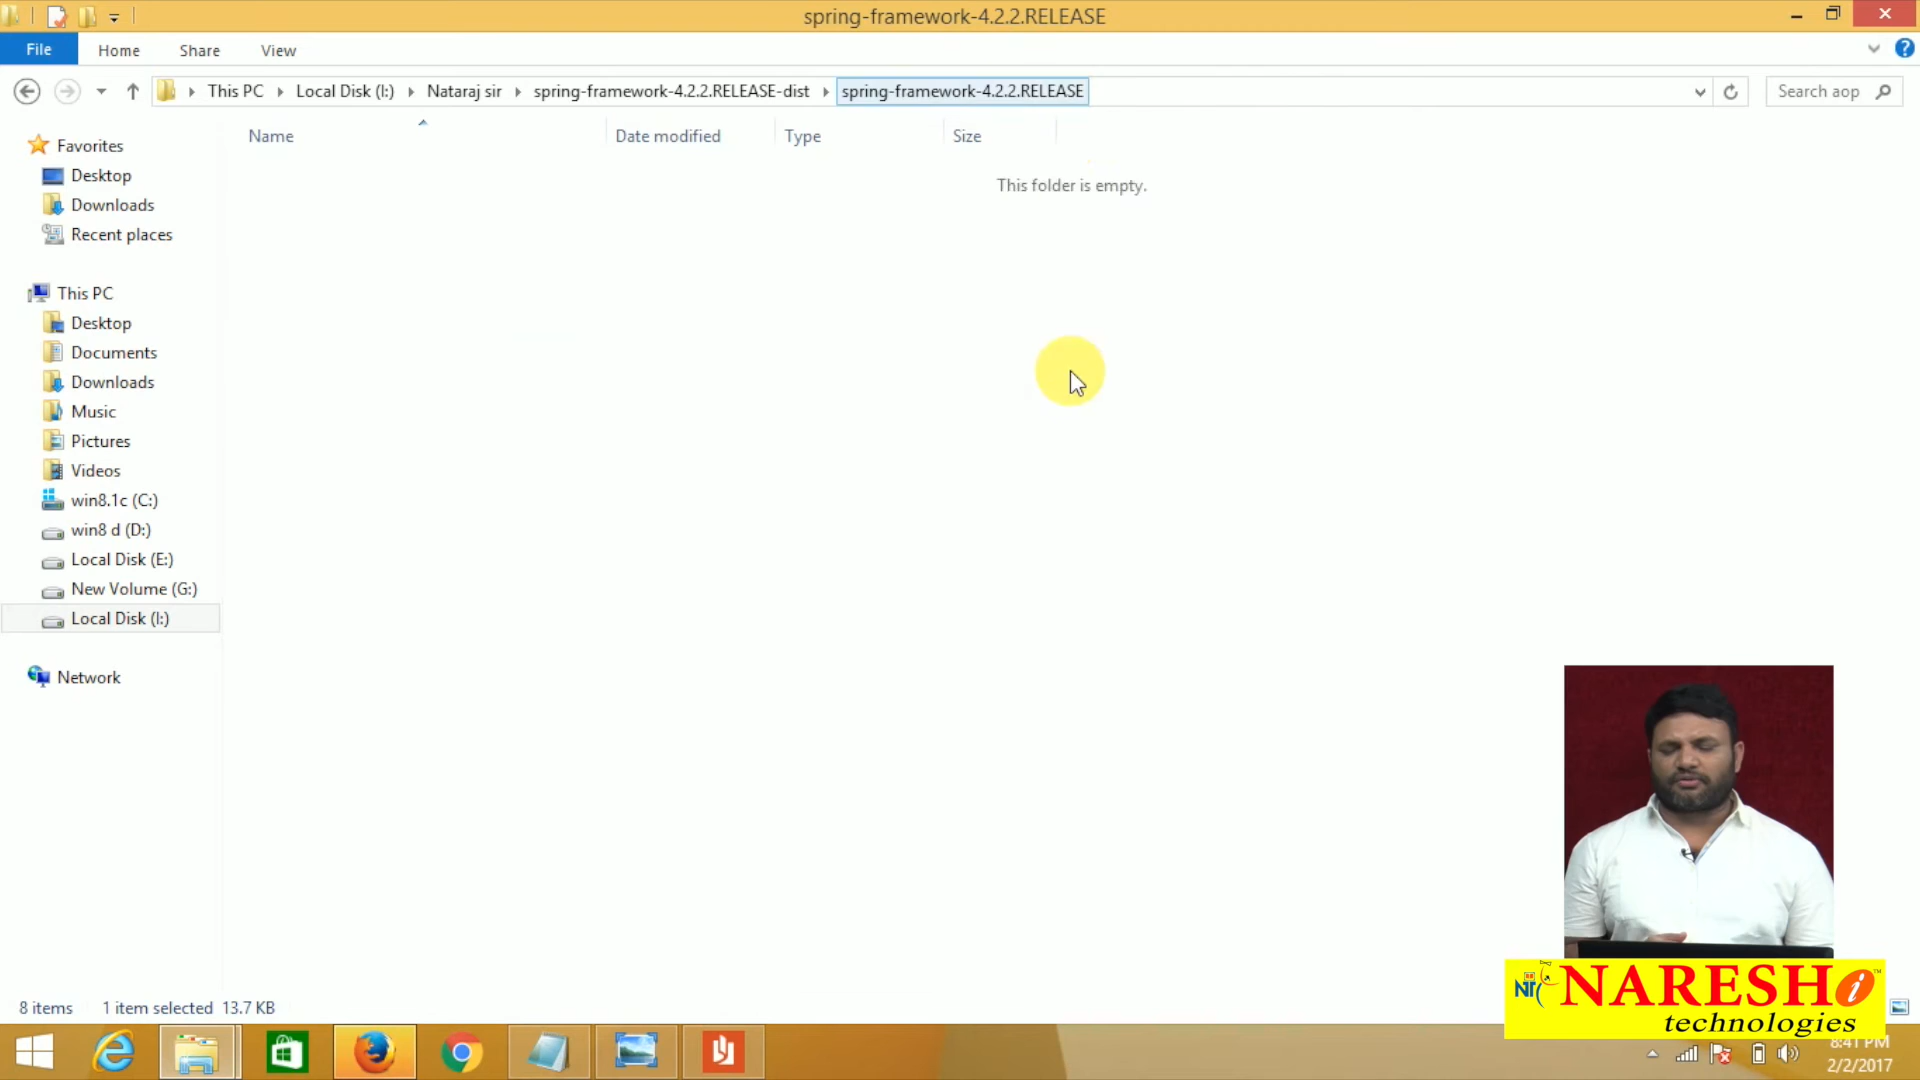 spring-framework-4.2.2.RELEASE
File Home Share View
This PC Local Disk (I:) Nataraj sir spring-framework-4.2.2.RELEASE-dist spring-framework-4.2.2.RELEASE Search aop
Name Date modified Type Size
This folder is empty.
Favorites
Desktop
Downloads
Recent places
This PC
Desktop
Documents
Downloads
Music
Pictures
Videos
win8.1c (C:)
win8 d (D:)
Local Disk (E:)
New Volume (G:)
Local Disk (I:)
Network
8 items 1 item selected 13.7 KB
NARESH i
technologies
8:41 PM
2/2/2017